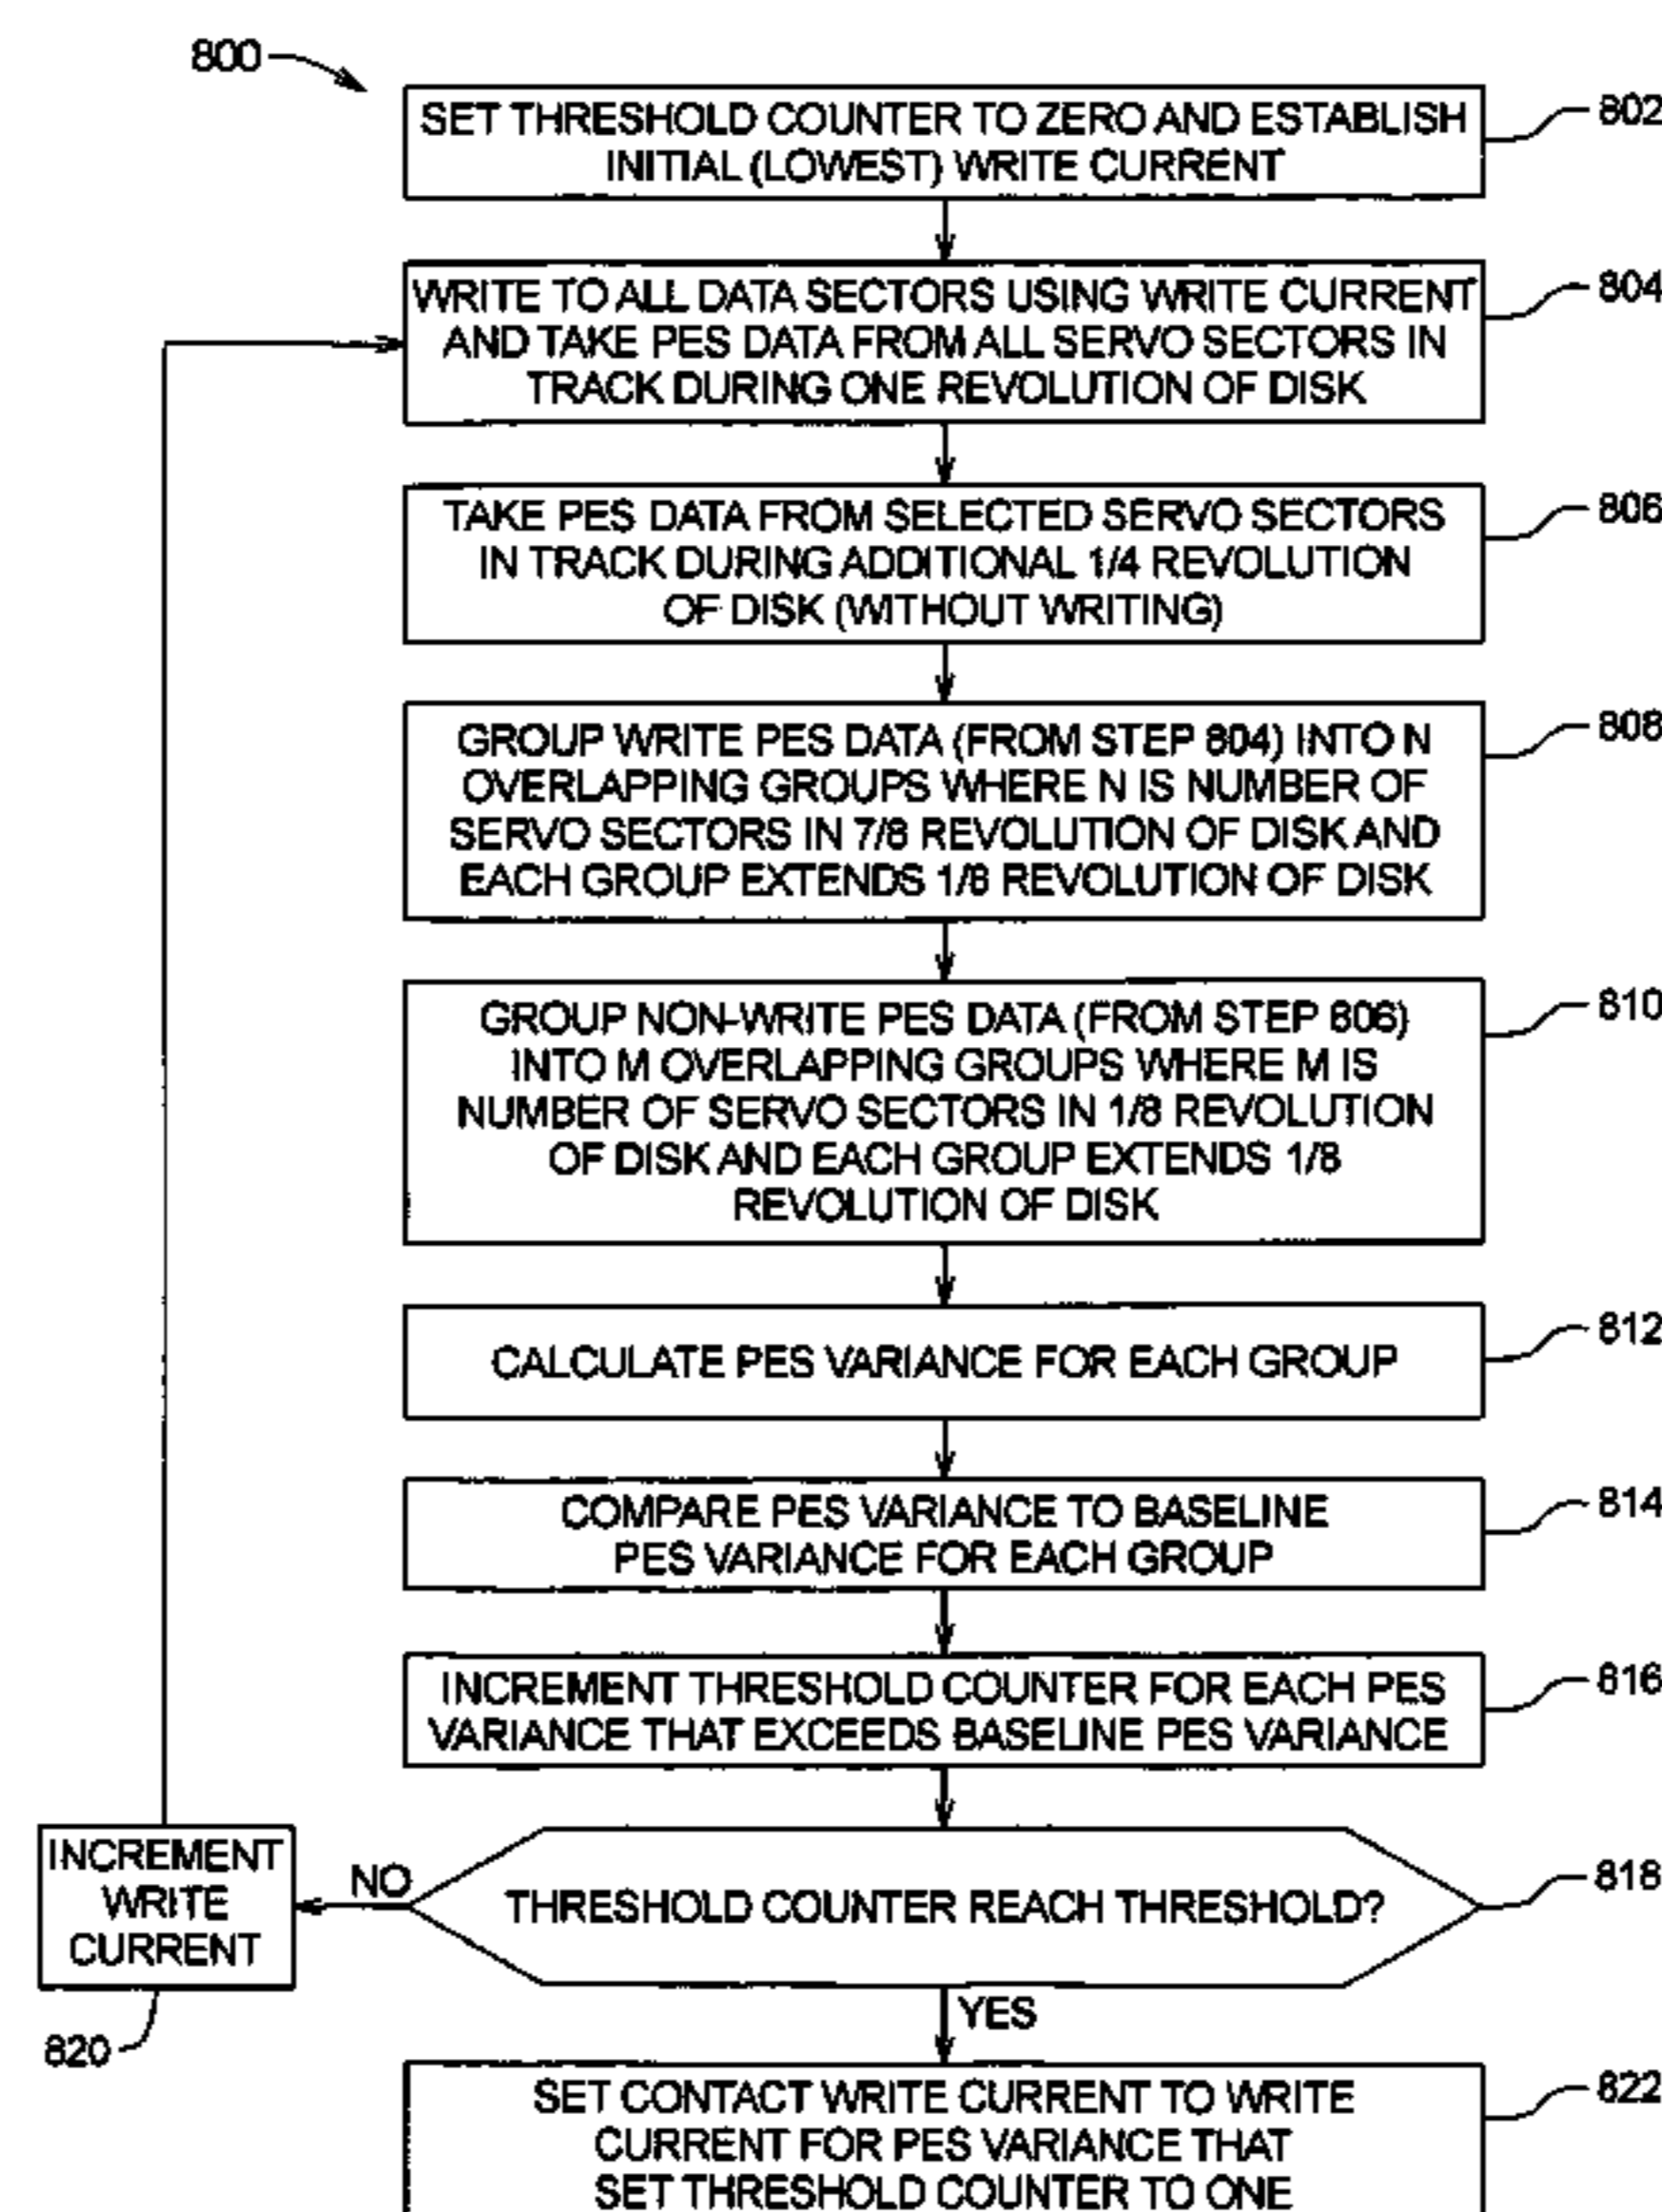 800
SET THRESHOLD COUNTER TO ZERO AND ESTABLISH
INITIAL (LOWEST) WRITE CURRENT
802
WRITE TO ALL DATA SECTORS USING WRITE CURRENT
AND TAKE PES DATA FROM ALL SERVO SECTORS IN
TRACK DURING ONE REVOLUTION OF DISK
804
TAKE PES DATA FROM SELECTED SERVO SECTORS
IN TRACK DURING ADDITIONAL 1/4 REVOLUTION
OF DISK (WITHOUT WRITING)
806
GROUP WRITE PES DATA (FROM STEP 804) INTO N
OVERLAPPING GROUPS WHERE N IS NUMBER OF
SERVO SECTORS IN 7/8 REVOLUTION OF DISK AND
EACH GROUP EXTENDS 1/8 REVOLUTION OF DISK
808
GROUP NON-WRITE PES DATA (FROM STEP 806)
INTO M OVERLAPPING GROUPS WHERE M IS
NUMBER OF SERVO SECTORS IN 1/8 REVOLUTION
OF DISK AND EACH GROUP EXTENDS 1/8
REVOLUTION OF DISK
810
CALCULATE PES VARIANCE FOR EACH GROUP
812
COMPARE PES VARIANCE TO BASELINE
PES VARIANCE FOR EACH GROUP
814
INCREMENT THRESHOLD COUNTER FOR EACH PES
VARIANCE THAT EXCEEDS BASELINE PES VARIANCE
816
THRESHOLD COUNTER REACH THRESHOLD?
818
NO
INCREMENT
WRITE
CURRENT
820
YES
SET CONTACT WRITE CURRENT TO WRITE
CURRENT FOR PES VARIANCE THAT
SET THRESHOLD COUNTER TO ONE
822